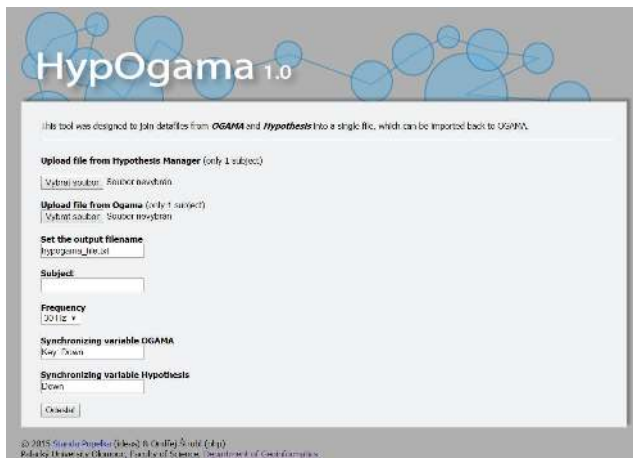 HypOgama 1.0
This tool was designed to join datafiles from OGAMA and Hypothesis into a single file, which can be imported back to OGAMA.
Upload file from Hypothesis Manager (only 1 subject)
Vybrat soubor Soubor nevybrán
Upload file from Ogama (only 1 subject)
Vybrat soubor Soubor nevybrán
Set the output filename
hypogama_file.txt
Subject
Frequency
Synchronizing variable OGAMA
Key: Down
Synchronizing variable Hypothesis
Down
Odeslat
© 2015 Standa Popelka (ideas) & Ondřej (php)
Palacký University Olomouc, Faculty of Science, Department of Geoinformatics